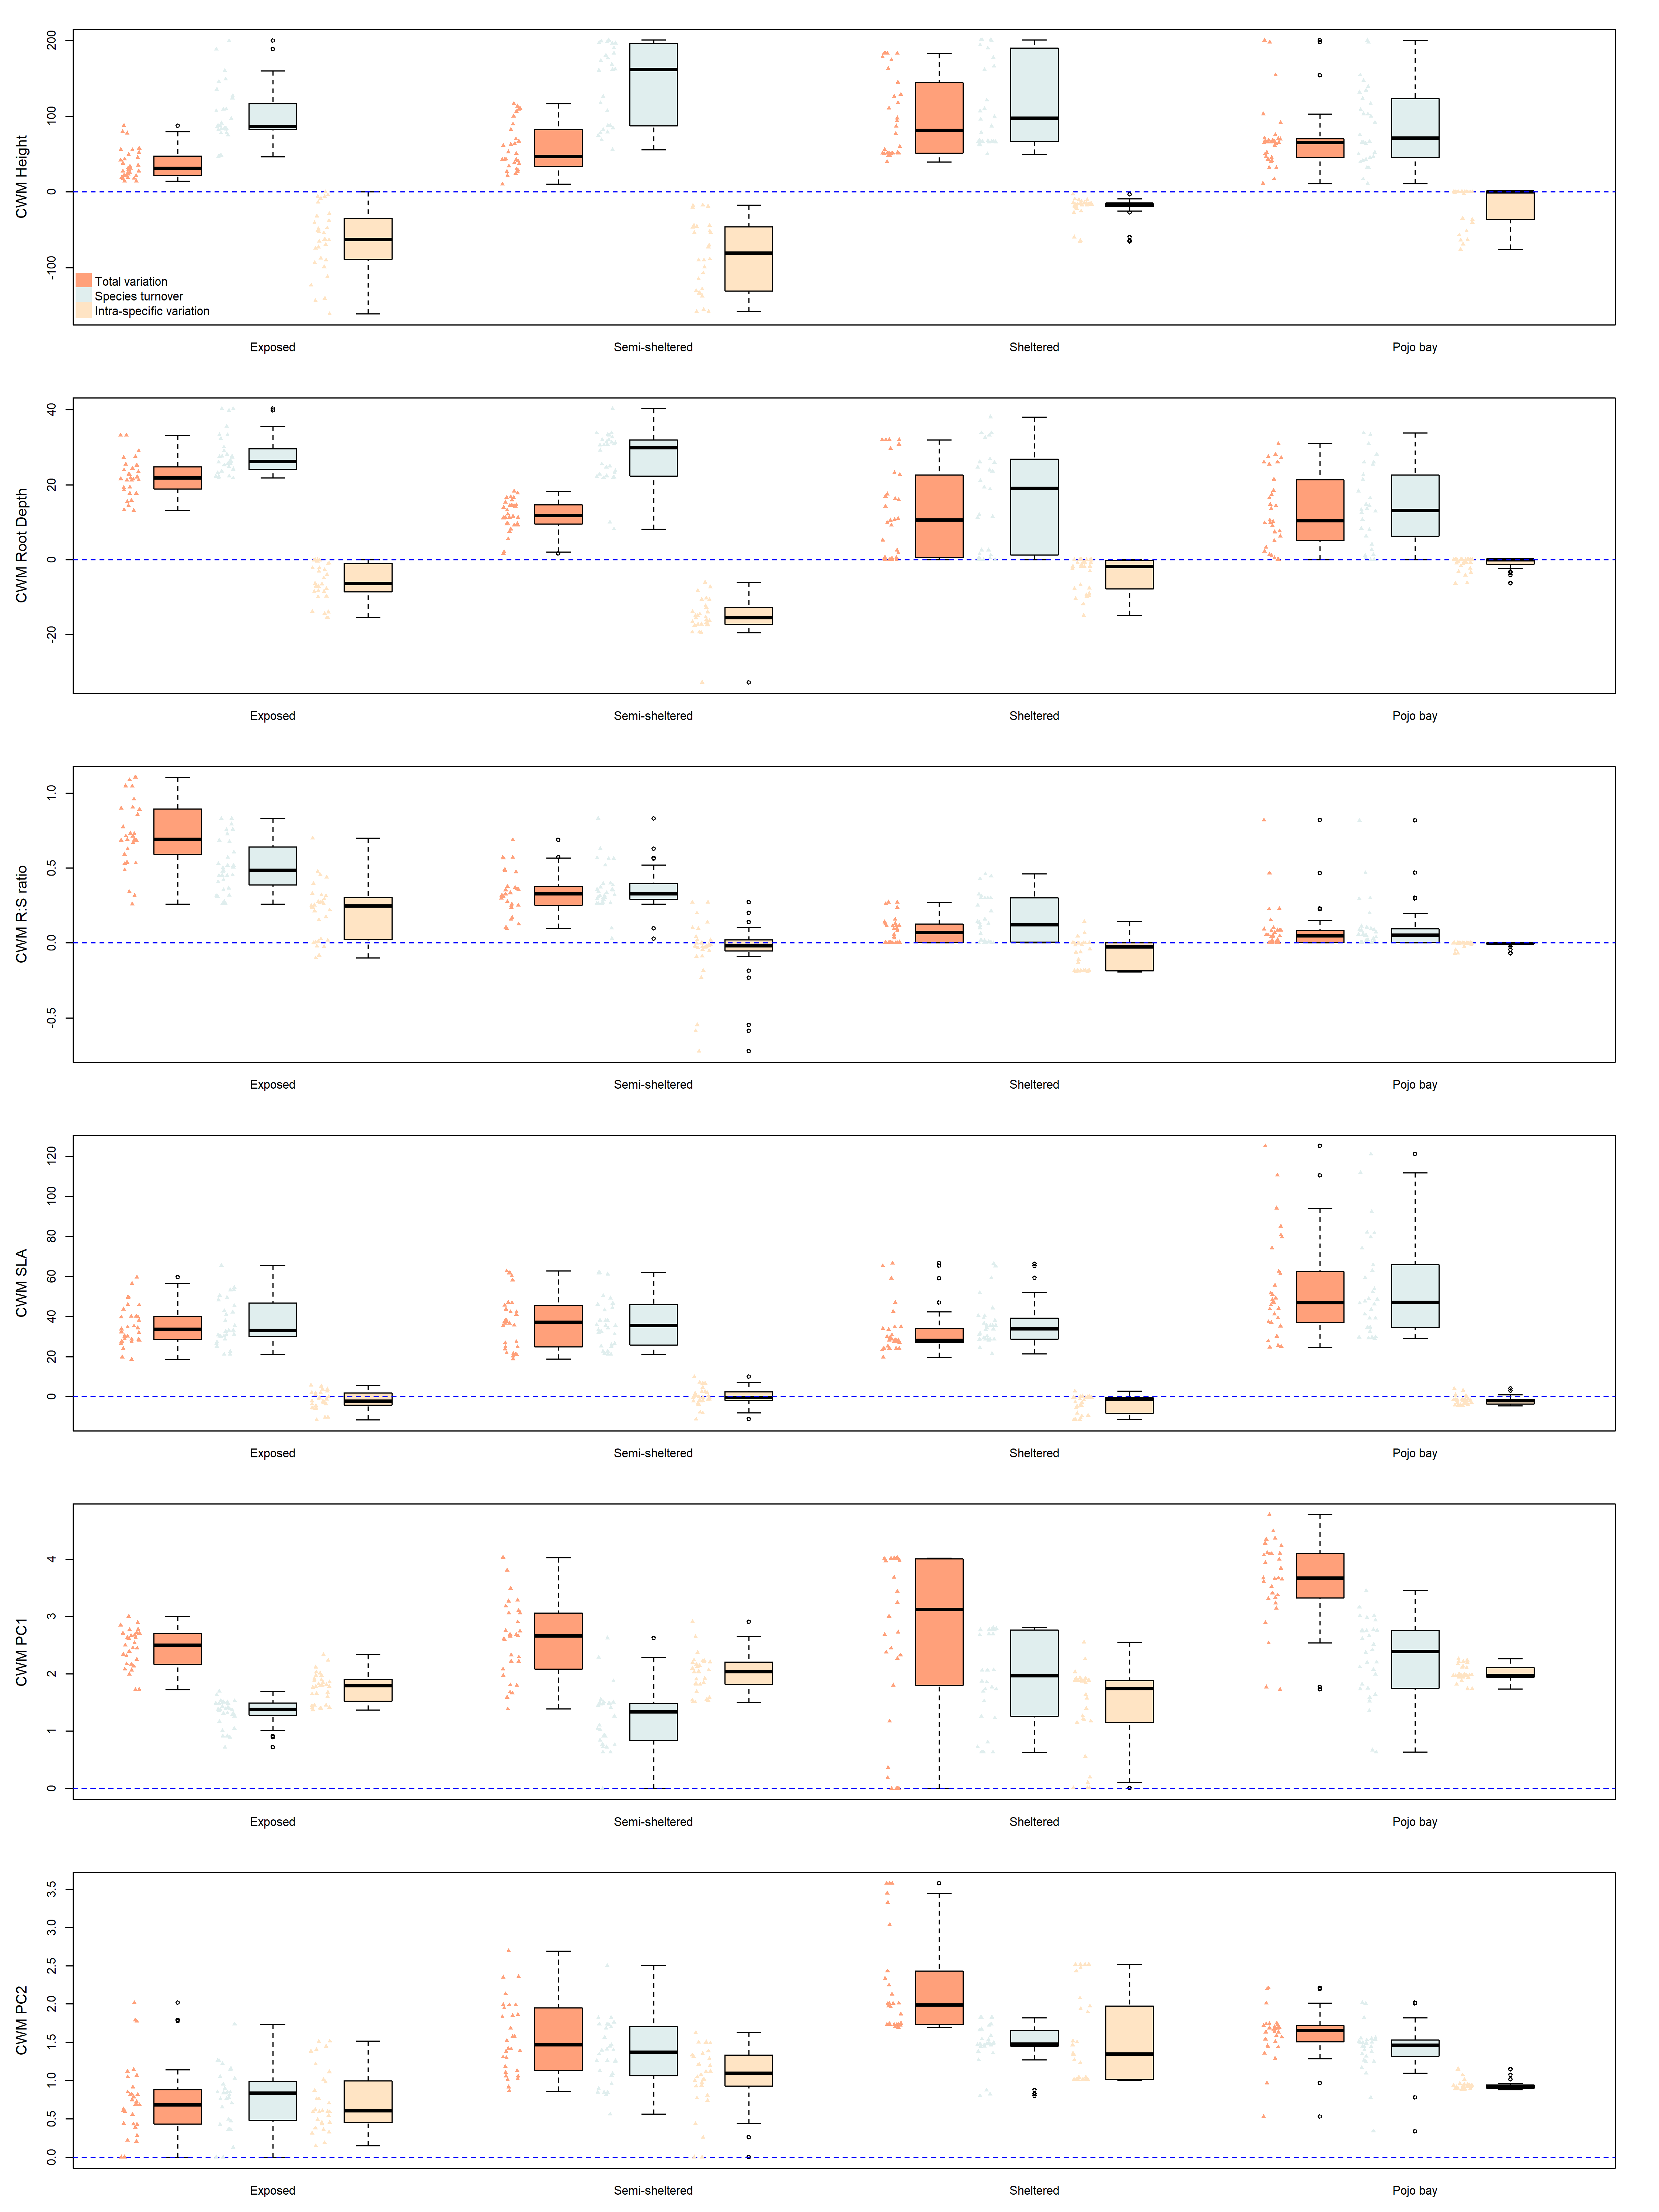 CWM Height
200
100
0
-100
Total variation
Species turnover
Intra-specific variation
Exposed Semi-sheltered Sheltered Pojo bay
CWM Root Depth
40
20
0
-20
Exposed Semi-sheltered Sheltered Pojo bay
CWM R:S ratio
1.0
0.5
0.0
-0.5
Exposed Semi-sheltered Sheltered Pojo bay
CWM SLA
120
100
80
60
40
20
0
Exposed Semi-sheltered Sheltered Pojo bay
CWM PC1
4
3
2
1
0
Exposed Semi-sheltered Sheltered Pojo bay
CWM PC2
3.5
3.0
2.5
2.0
1.5
1.0
0.5
0.0
Exposed Semi-sheltered Sheltered Pojo bay